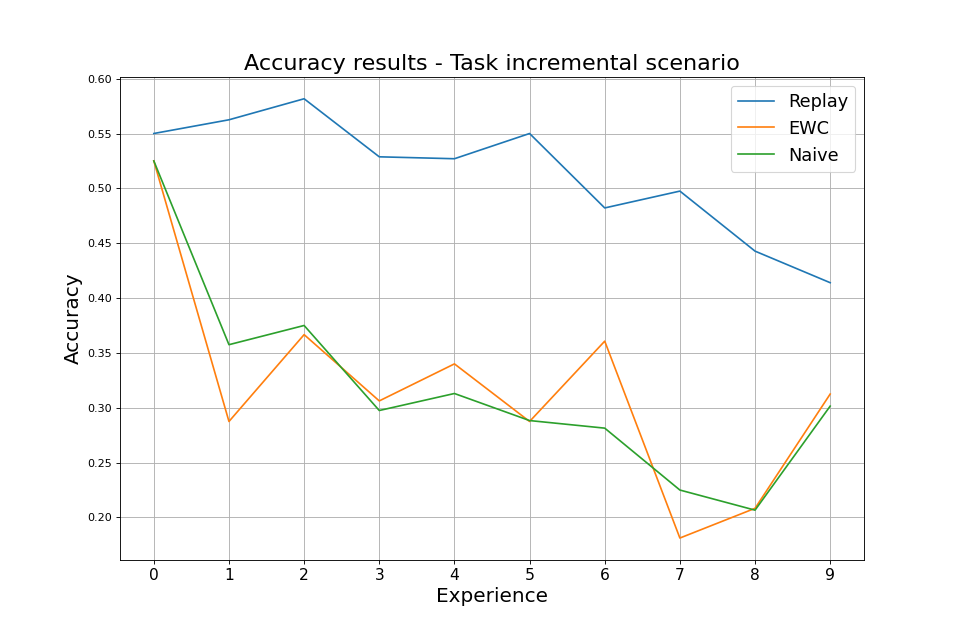 Accuracy results - Task incremental scenario
Replay
EWC
Naive
Accuracy
0.60
0.55
0.50
0.45
0.40
0.35
0.30
0.25
0.20
0 1 2 3 4 5 6 7 8 9
Experience